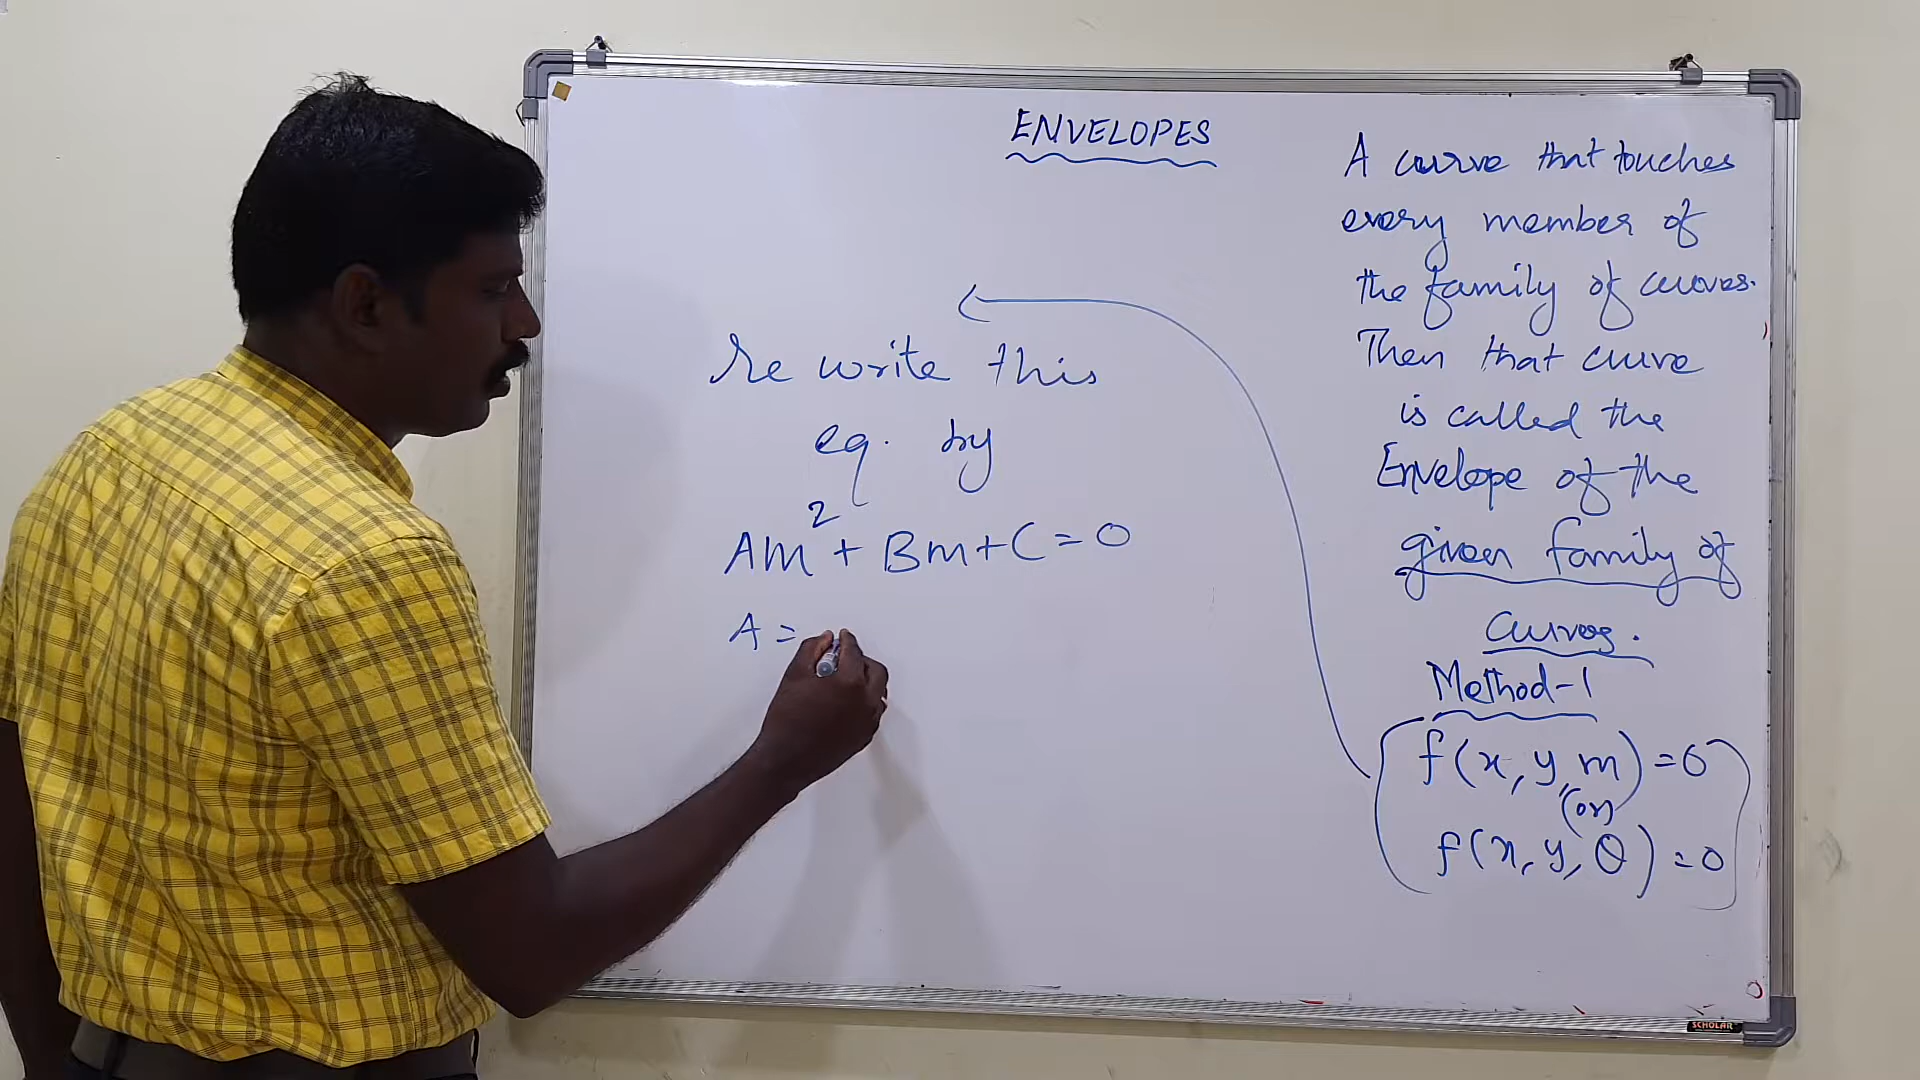 ENVELOPES
Re write this
eq. by
Am² + Bm + C = 0
A =
A curve that touches
every member of
the family of curves.
Then that curve
is called the
Envelope of the
given family of
Curves.
Method-1
f(x, y, m) = 0
(or)
f(x, y, θ) = 0
SCHOLAR